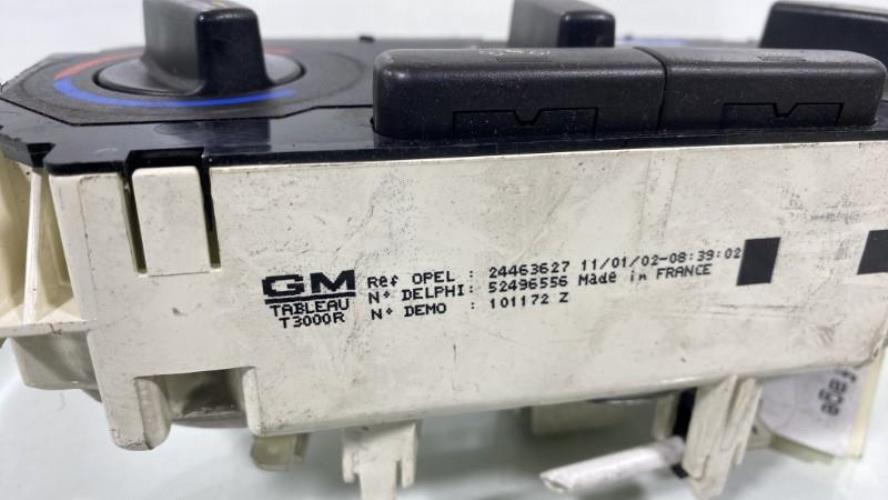 GM
TABLEAU
T3000R
Ref OPEL : 24463627 11/01/02-08:39:02
N° DELPHI: 52496556 Made in FRANCE
N° DEMO : 101172 Z